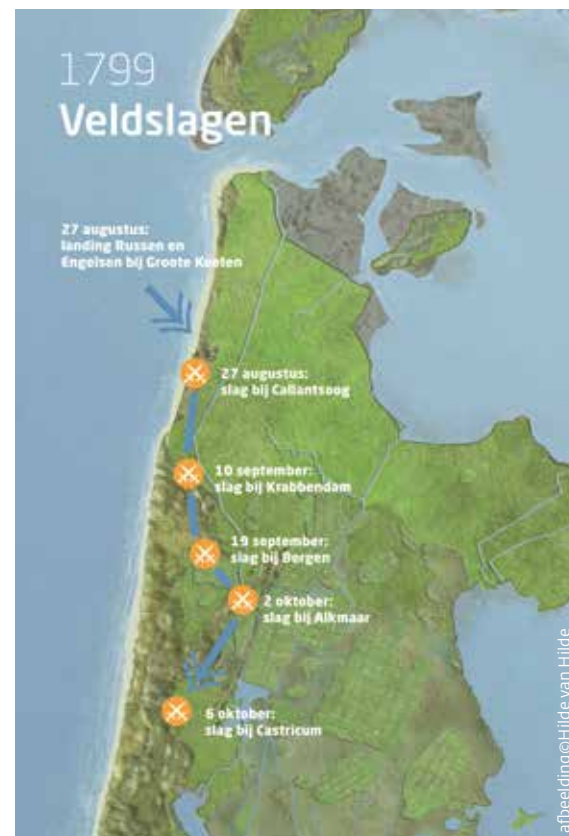 1799
Veldslagen
27 augustus:
landing Russen en
Engelsen bij Groote Keeten
27 augustus:
slag bij Callantsoog
10 september:
slag bij Krabbendam
19 september:
slag bij Bergen
2 oktober:
slag bij Alkmaar
6 oktober:
slag bij Castricum
afbeelding©Hilde van Hilde